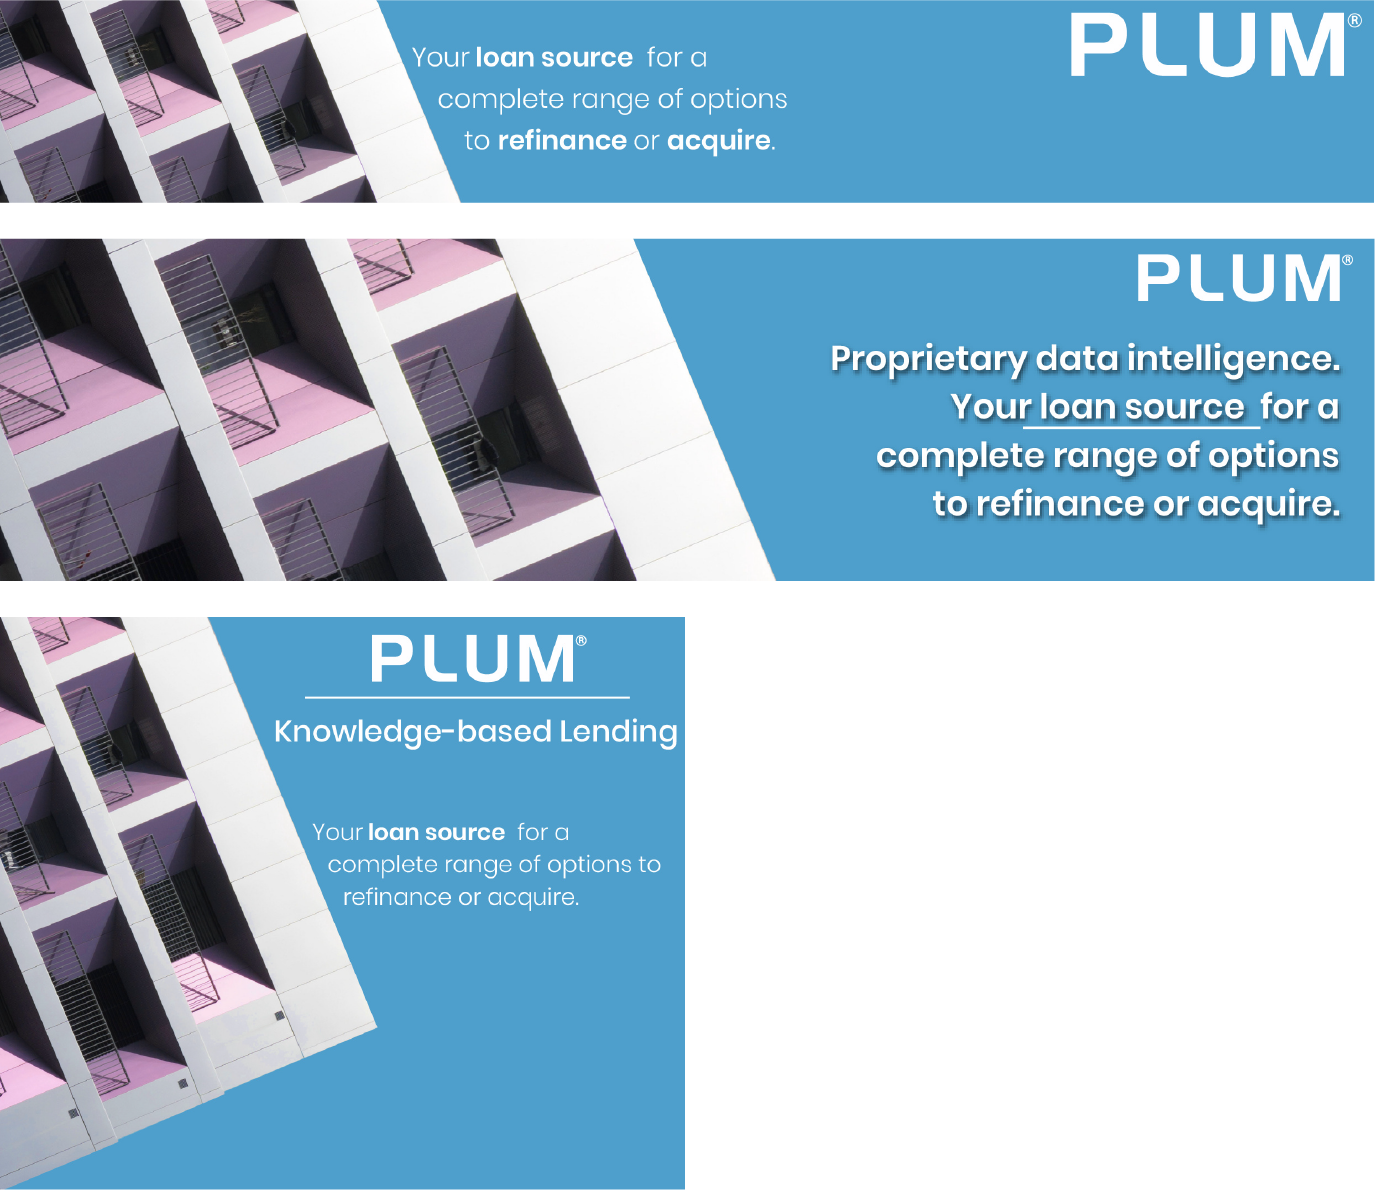 Your loan source for a
complete range of options
to refinance or acquire.
PLUM®
PLUM®
Proprietary data intelligence.
Your loan source for a
complete range of options
to refinance or acquire.
PLUM®
Knowledge-based Lending
Your loan source for a
complete range of options to
refinance or acquire.